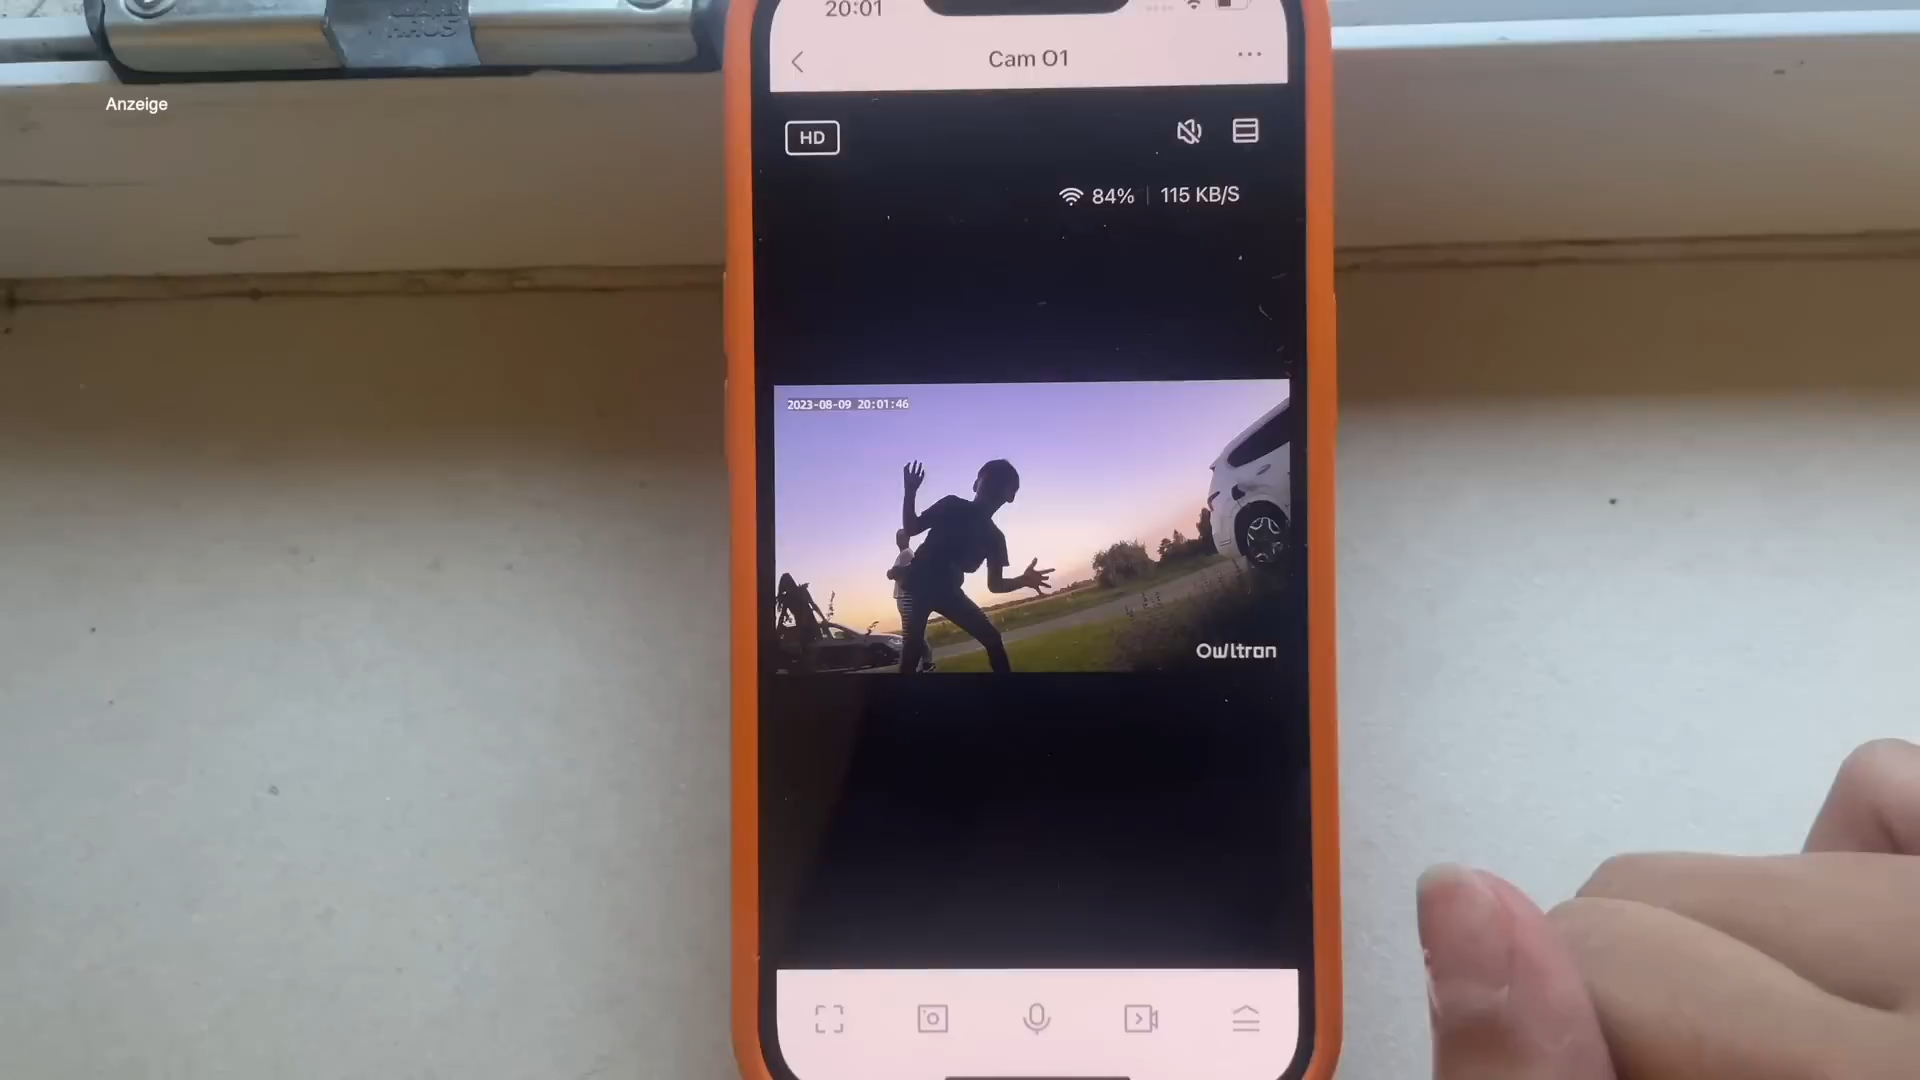 20:01
Cam 01
Anzeige
HD
84% 115 KB/S
2023-08-09 20:01:46
Owltron